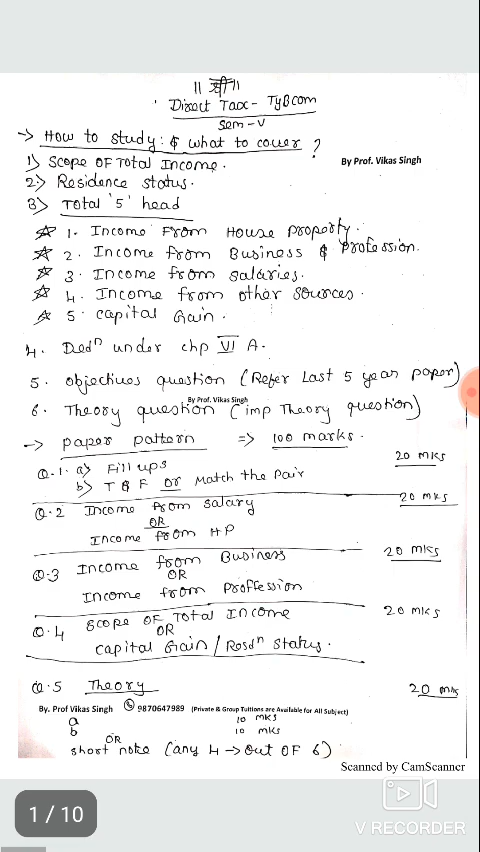 ॥ श्री ॥
Direct Tax - TyBcom
Sem - V
→ How to study: & what to cover ?
1) Scope OF Total Income.
By Prof. Vikas Singh
2) Residence status.
3) Total '5' head
☆ 1. Income From House property.
☆ 2. Income from Business & profession.
☆ 3. Income from salaries.
☆ 4. Income from other sources.
☆ 5. capital Gain.
4. Dedⁿ under chp VI A.
5. objectives question (Refer Last 5 year paper)
By Prof. Vikas Singh
6. Theory question (imp Theory question)
→ paper pattern => 100 marks.
Q.1. a) Fill ups 20 mks
b) T & F or Match the pair
Q.2 Income from salary 20 mks
OR
Income from HP
Q.3 Income from Business 20 mks
OR
Income from proffession
Q.4 Scope OF Total Income 20 mks
OR
capital Gain / Resdⁿ status.
Q.5 Theory 20 mks
By. Prof Vikas Singh 9870647989 (Private & Group Tuitions are Available for All Subject)
a 10 mks
b 10 mks
OR
short note (any 4 → out OF 6)
Scanned by CamScanner
1 / 10
V RECORDER